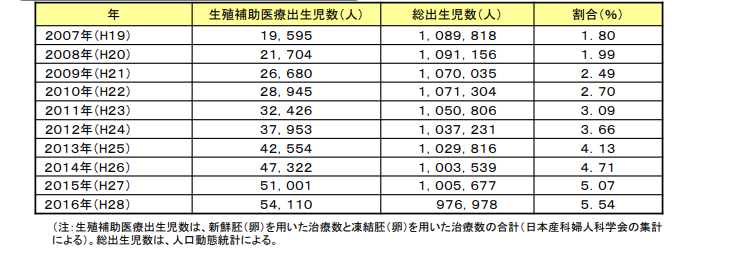 年 生殖補助医療出生児数(人) 総出生児数(人) 割合(%)
2007年(H19) 19, 595 1, 089, 818 1. 80
2008年(H20) 21, 704 1, 091, 156 1. 99
2009年(H21) 26, 680 1, 070, 035 2. 49
2010年(H22) 28, 945 1, 071, 304 2. 70
2011年(H23) 32, 426 1, 050, 806 3. 09
2012年(H24) 37, 953 1, 037, 231 3. 66
2013年(H25) 42, 554 1, 029, 816 4. 13
2014年(H26) 47, 322 1, 003, 539 4. 71
2015年(H27) 51, 001 1, 005, 677 5. 07
2016年(H28) 54, 110 976, 978 5. 54
(注:生殖補助医療出生児数は、新鮮胚(卵)を用いた治療数と凍結胚(卵)を用いた治療数の合計(日本産科婦人科学会の集計
による)。総出生児数は、人口動態統計による。